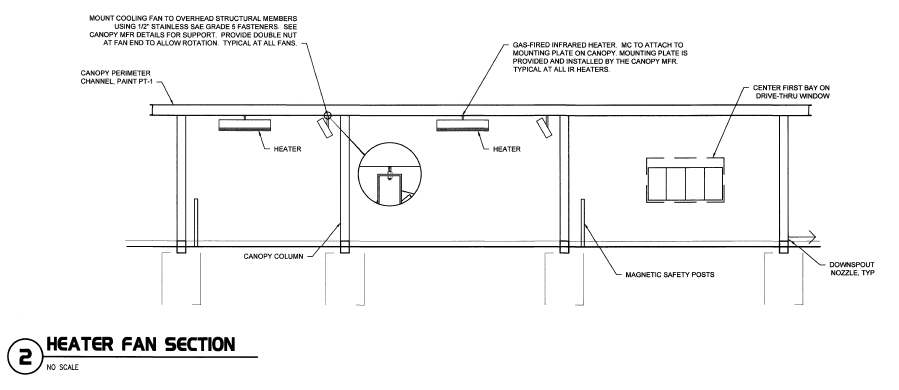 MOUNT COOLING FAN TO OVERHEAD STRUCTURAL MEMBERS
USING 1/2" STAINLESS SAE GRADE 5 FASTENERS. SEE
CANOPY MFR DETAILS FOR SUPPORT. PROVIDE DOUBLE NUT
AT FAN END TO ALLOW ROTATION. TYPICAL AT ALL FANS.
GAS-FIRED INFRARED HEATER. MC TO ATTACH TO
MOUNTING PLATE ON CANOPY. MOUNTING PLATE IS
PROVIDED AND INSTALLED BY THE CANOPY MFR.
TYPICAL AT ALL IR HEATERS.
CANOPY PERIMETER
CHANNEL, PAINT PT-1
CENTER FIRST BAY ON
DRIVE-THRU WINDOW
HEATER
HEATER
CANOPY COLUMN
MAGNETIC SAFETY POSTS
DOWNSPOUT
NOZZLE, TYP
2 HEATER FAN SECTION
NO SCALE